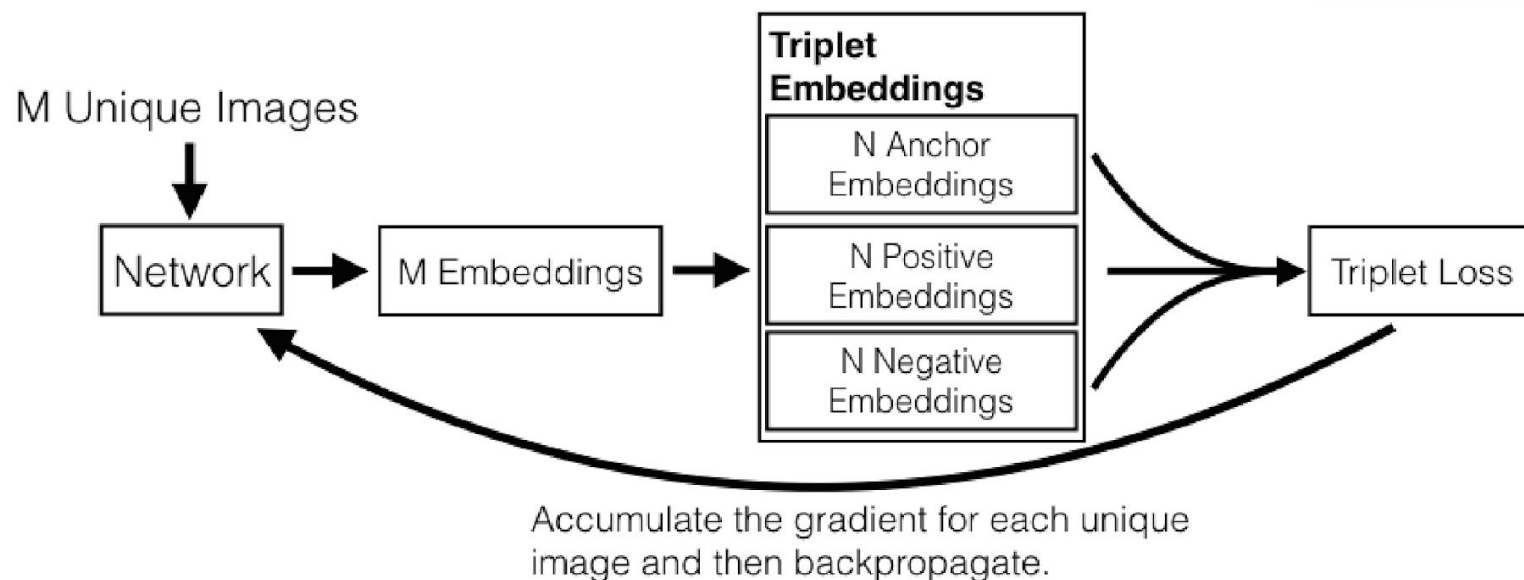 M Unique Images
Network
M Embeddings
Triplet
Embeddings
N Anchor
Embeddings
N Positive
Embeddings
N Negative
Embeddings
Triplet Loss
Accumulate the gradient for each unique
image and then backpropagate.